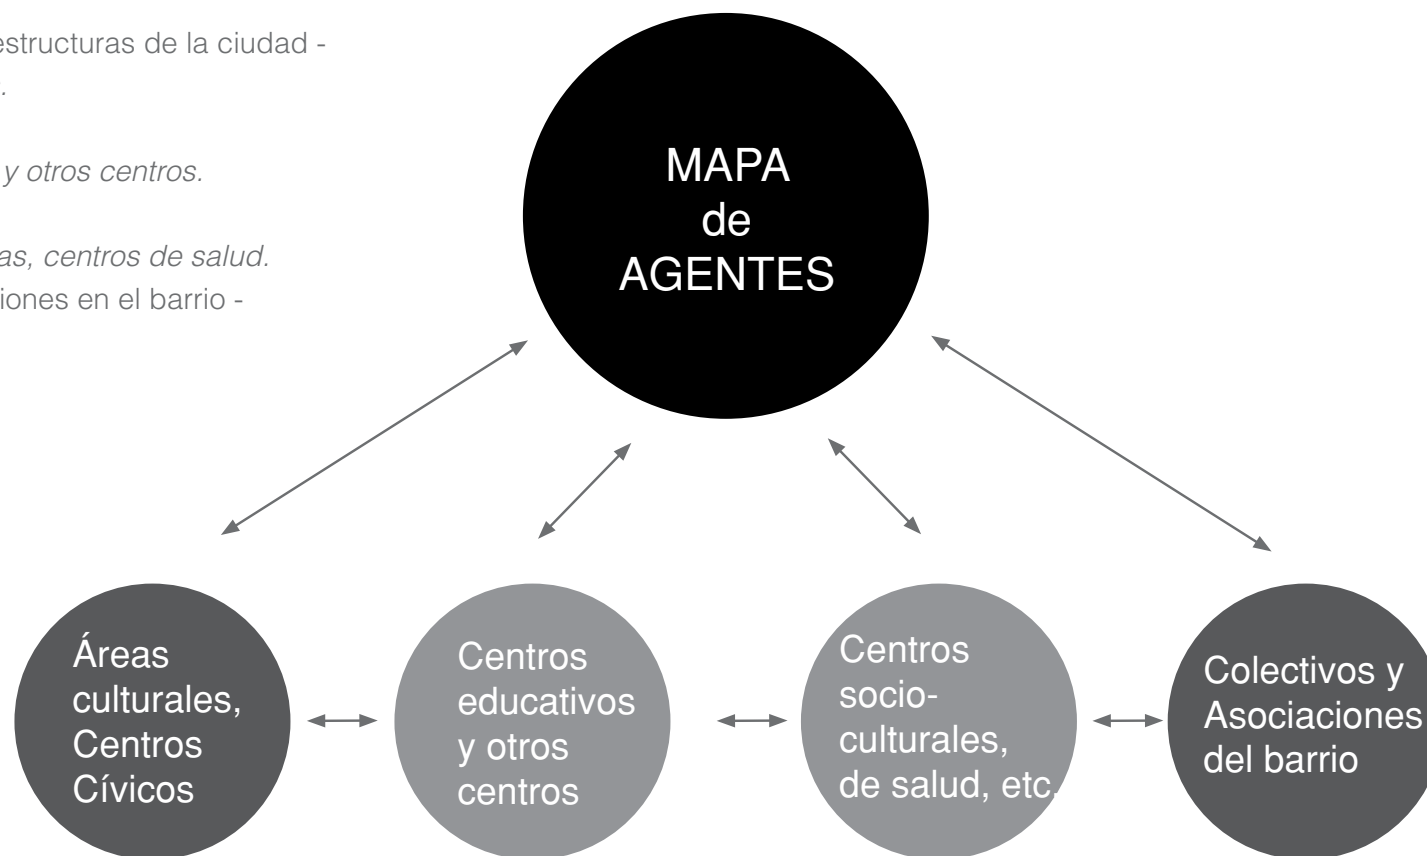 estructuras de la ciudad -
y otros centros.
as, centros de salud.
iones en el barrio -
MAPA
de
AGENTES
Áreas
culturales,
Centros
Cívicos
Centros
educativos
y otros
centros
Centros
socio-
culturales,
de salud, etc.
Colectivos y
Asociaciones
del barrio